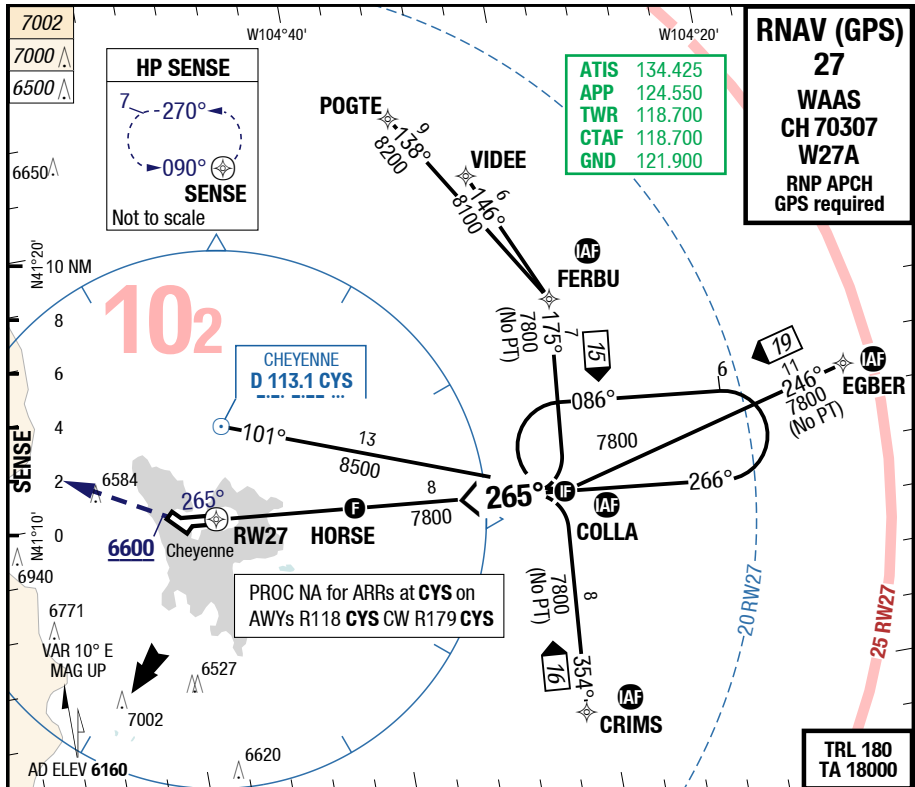 7002
7000
6500
W104°40'
W104°20'
RNAV (GPS)
27
WAAS
CH 70307
W27A
RNP APCH
GPS required
HP SENSE
7
270°
090°
SENSE
Not to scale
ATIS 134.425
APP 124.550
TWR 118.700
CTAF 118.700
GND 121.900
POGTE
9
138°
8200
VIDEE
6
146°
8100
6650
N41°20'
10 NM
8
6
4
2
0
102
IAF
FERBU
175°
7
7800
(No PT)
15
19
11
246°
7800
(No PT)
IAF
EGBER
CHEYENNE
D 113.1 CYS
101°
13
8500
086°
6
7800
266°
SENSE
6584
265°
8
7800
265°
IF
IAF
COLLA
RW27
F
HORSE
6600
Cheyenne
N41°10'
6940
PROC NA for ARRs at CYS on
AWYs R118 CYS CW R179 CYS
7800
(No PT)
8
16
354°
IAF
CRIMS
20 RW27
25 RW27
6771
VAR 10° E
MAG UP
6527
7002
6620
AD ELEV 6160
TRL 180
TA 18000